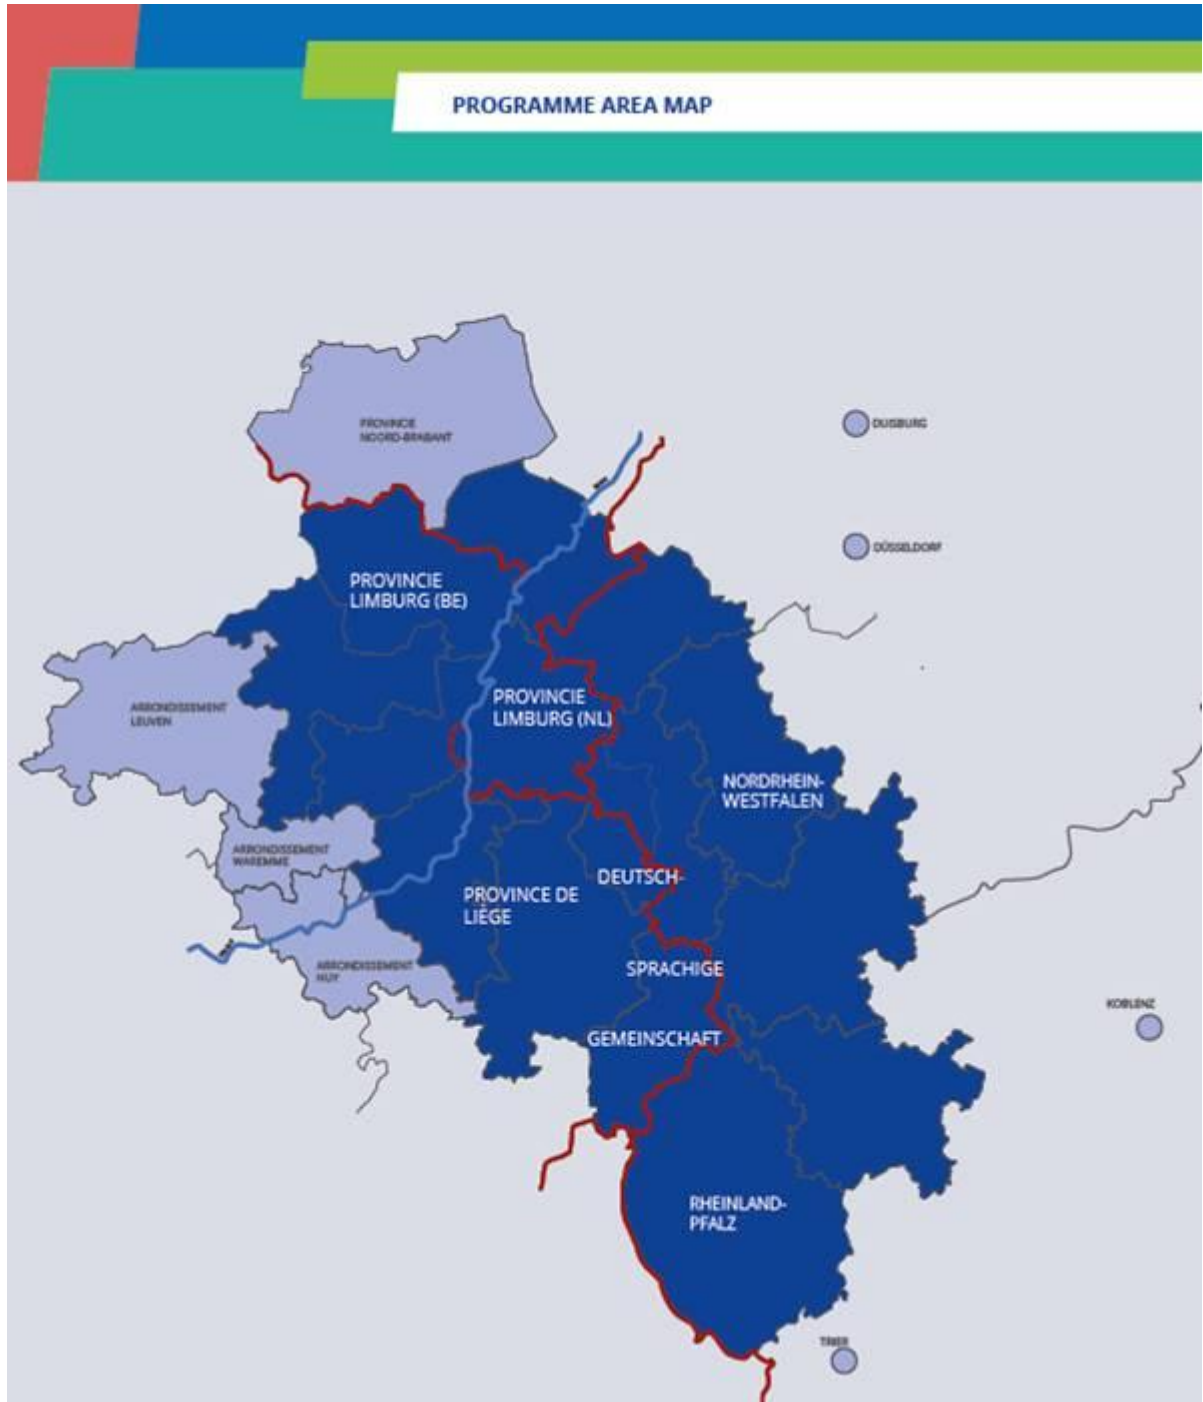 PROGRAMME AREA MAP
PROVINCIE
NOORD-BRABANT
DUISBURG
DÜSSELDORF
PROVINCIE
LIMBURG (BE)
PROVINCIE
LIMBURG (NL)
ARRONDISSEMENT
LEUVEN
NORDRHEIN-
WESTFALEN
ARRONDISSEMENT
WAREMME
DEUTSCH-
PROVINCE DE
LIÈGE
SPRACHIGE
ARRONDISSEMENT
HUY
KOBLENZ
GEMEINSCHAFT
RHEINLAND-
PFALZ
TRIER